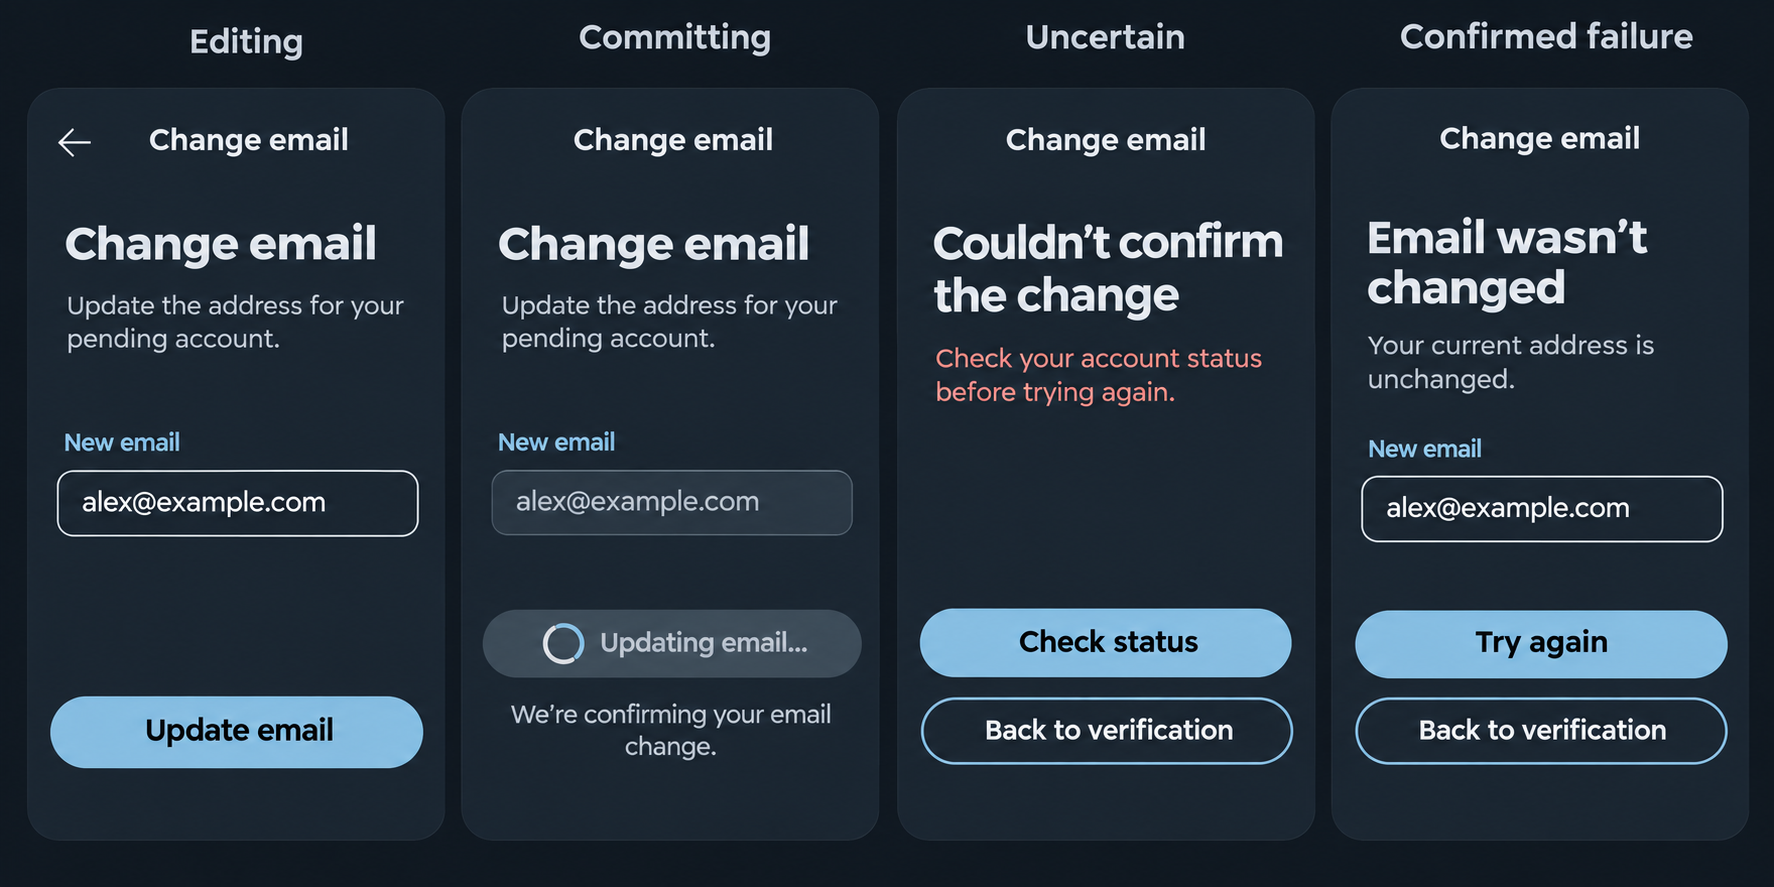 Editing
Change email
Change email
Update the address for your
pending account.
New email
alex@example.com
Update email
Committing
Change email
Change email
Update the address for your
pending account.
New email
alex@example.com
Updating email...
We’re confirming your email
change.
Uncertain
Change email
Couldn’t confirm
the change
Check your account status
before trying again.
Check status
Back to verification
Confirmed failure
Change email
Email wasn’t
changed
Your current address is
unchanged.
New email
alex@example.com
Try again
Back to verification